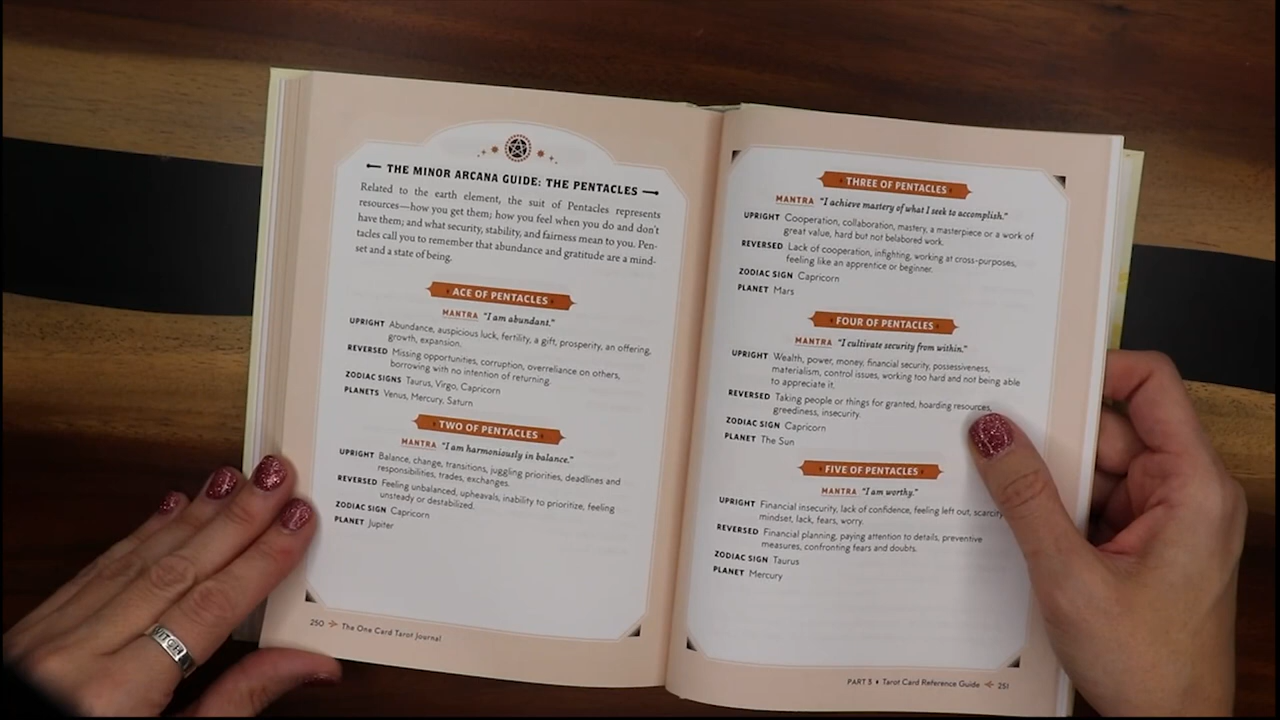 THE MINOR ARCANA GUIDE: THE PENTACLES
Related to the earth element, the suit of Pentacles represents
resources—how you get them; how you feel when you do and don't
have them; and what security, stability, and fairness mean to you. Pen-
tacles call you to remember that abundance and gratitude are a mind-
set and a state of being.
ACE OF PENTACLES
MANTRA "I am abundant."
UPRIGHT Abundance, auspicious luck, fertility, a gift, prosperity, an offering,
growth, expansion.
REVERSED Missing opportunities, corruption, overreliance on others,
borrowing with no intention of returning.
ZODIAC SIGNS Taurus, Virgo, Capricorn
PLANETS Venus, Mercury, Saturn
TWO OF PENTACLES
MANTRA "I am harmoniously in balance."
UPRIGHT Balance, change, transitions, juggling priorities, deadlines and
responsibilities, trades, exchanges.
REVERSED Feeling unbalanced, upheavals, inability to prioritize, feeling
unsteady or destabilized.
ZODIAC SIGN Capricorn
PLANET Jupiter
250 The One Card Tarot Journal
THREE OF PENTACLES
MANTRA "I achieve mastery of what I seek to accomplish."
UPRIGHT Cooperation, collaboration, mastery, a masterpiece or a work of
great value, hard but not belabored work.
REVERSED Lack of cooperation, infighting, working at cross-purposes,
feeling like an apprentice or beginner.
ZODIAC SIGN Capricorn
PLANET Mars
FOUR OF PENTACLES
MANTRA "I cultivate security from within."
UPRIGHT Wealth, power, money, financial security, possessiveness,
materialism, control issues, working too hard and not being able
to appreciate it.
REVERSED Taking people or things for granted, hoarding resources,
greediness, insecurity.
ZODIAC SIGN Capricorn
PLANET The Sun
FIVE OF PENTACLES
MANTRA "I am worthy."
UPRIGHT Financial insecurity, lack of confidence, feeling left out, scarcity
mindset, lack, fears, worry.
REVERSED Financial planning, paying attention to details, preventive
measures, confronting fears and doubts.
ZODIAC SIGN Taurus
PLANET Mercury
PART 3 • Tarot Card Reference Guide 251
WITCH